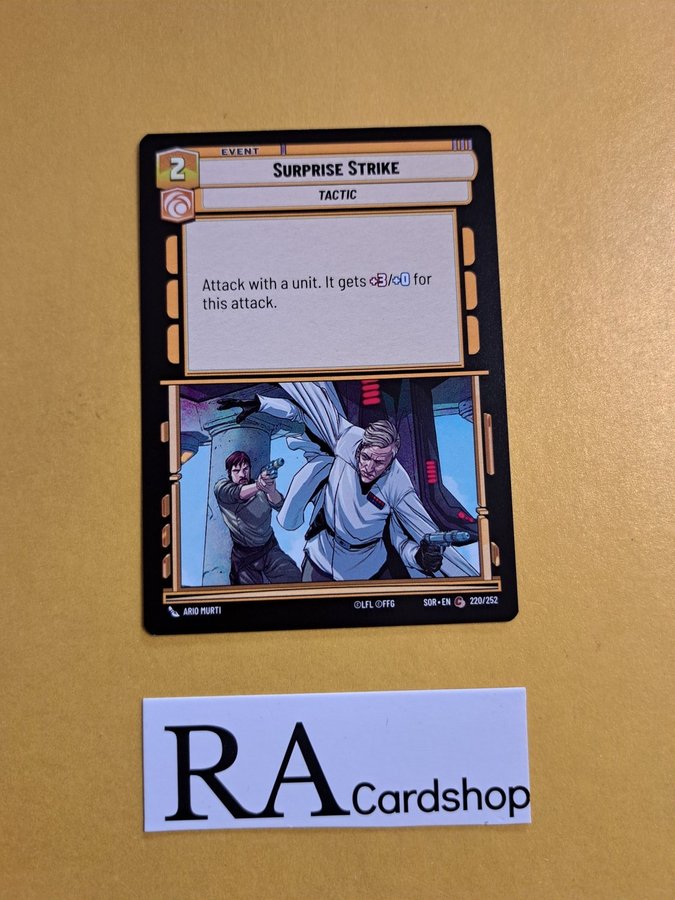 EVENT
2
SURPRISE STRIKE
TACTIC
Attack with a unit. It gets +3/+0 for
this attack.
ARIO MURTI
©LFL ©FFG
SOR • EN C 220/252
RA Cardshop